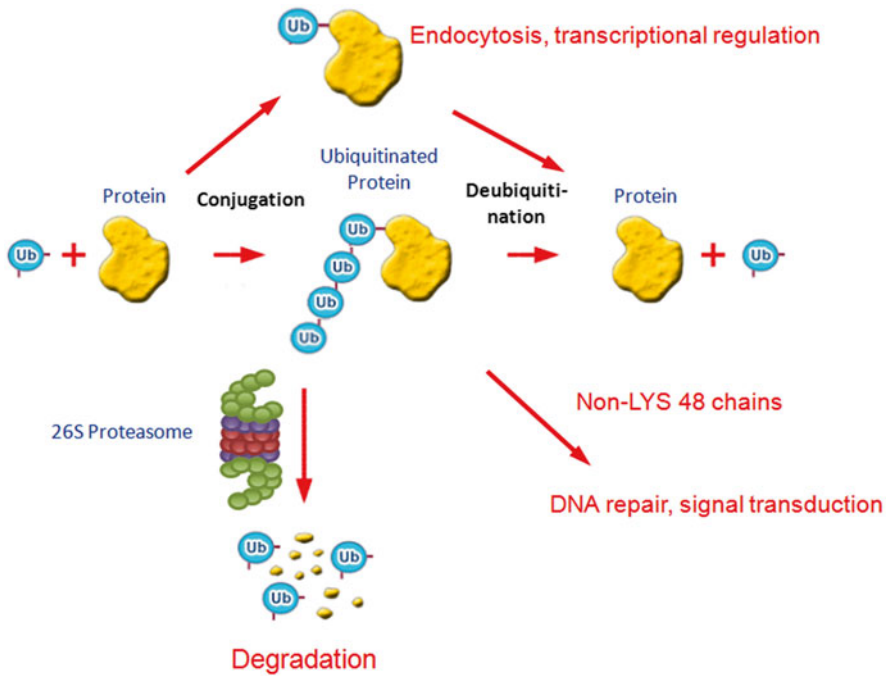 Ub
Endocytosis, transcriptional regulation
Ubiquitinated
Protein
Protein
Conjugation
Deubiquiti-
nation
Protein
Ub
+
Ub
Ub
Ub
Ub
+
Ub
26S Proteasome
Non-LYS 48 chains
DNA repair, signal transduction
Ub
Ub
Ub
Degradation